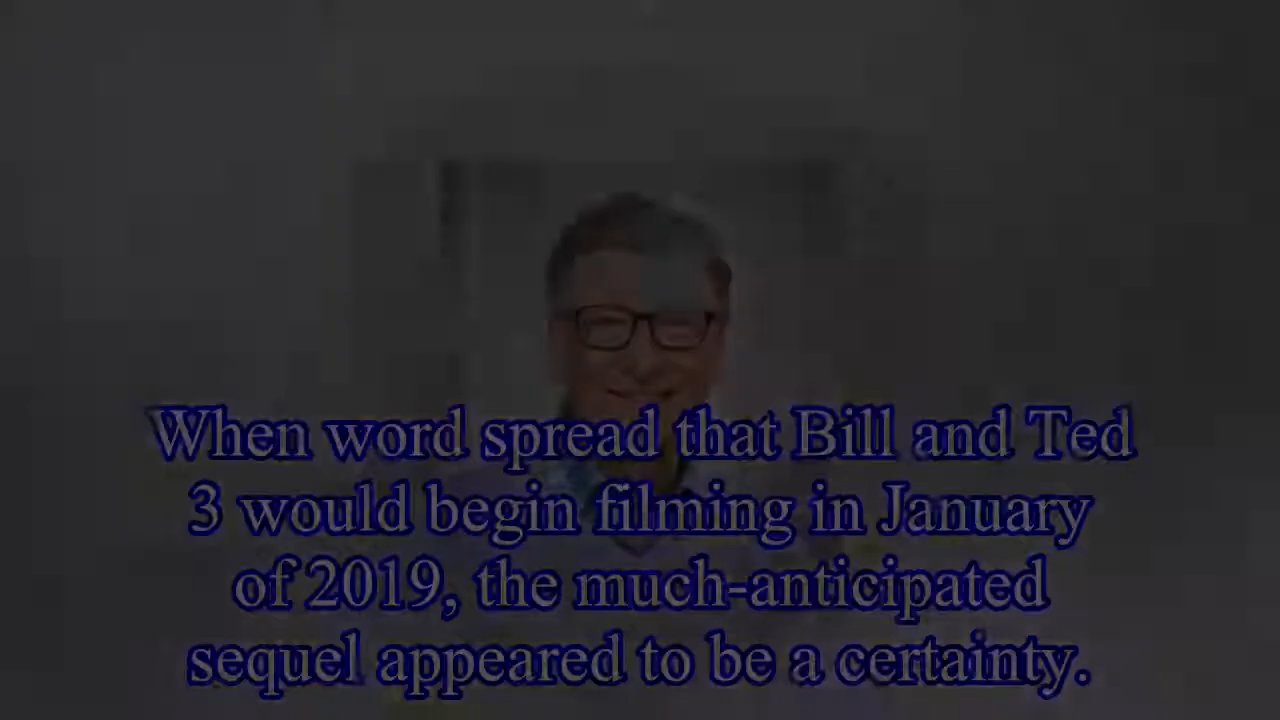 When word spread that Bill and Ted
3 would begin filming in January
of 2019, the much-anticipated
sequel appeared to be a certainty.